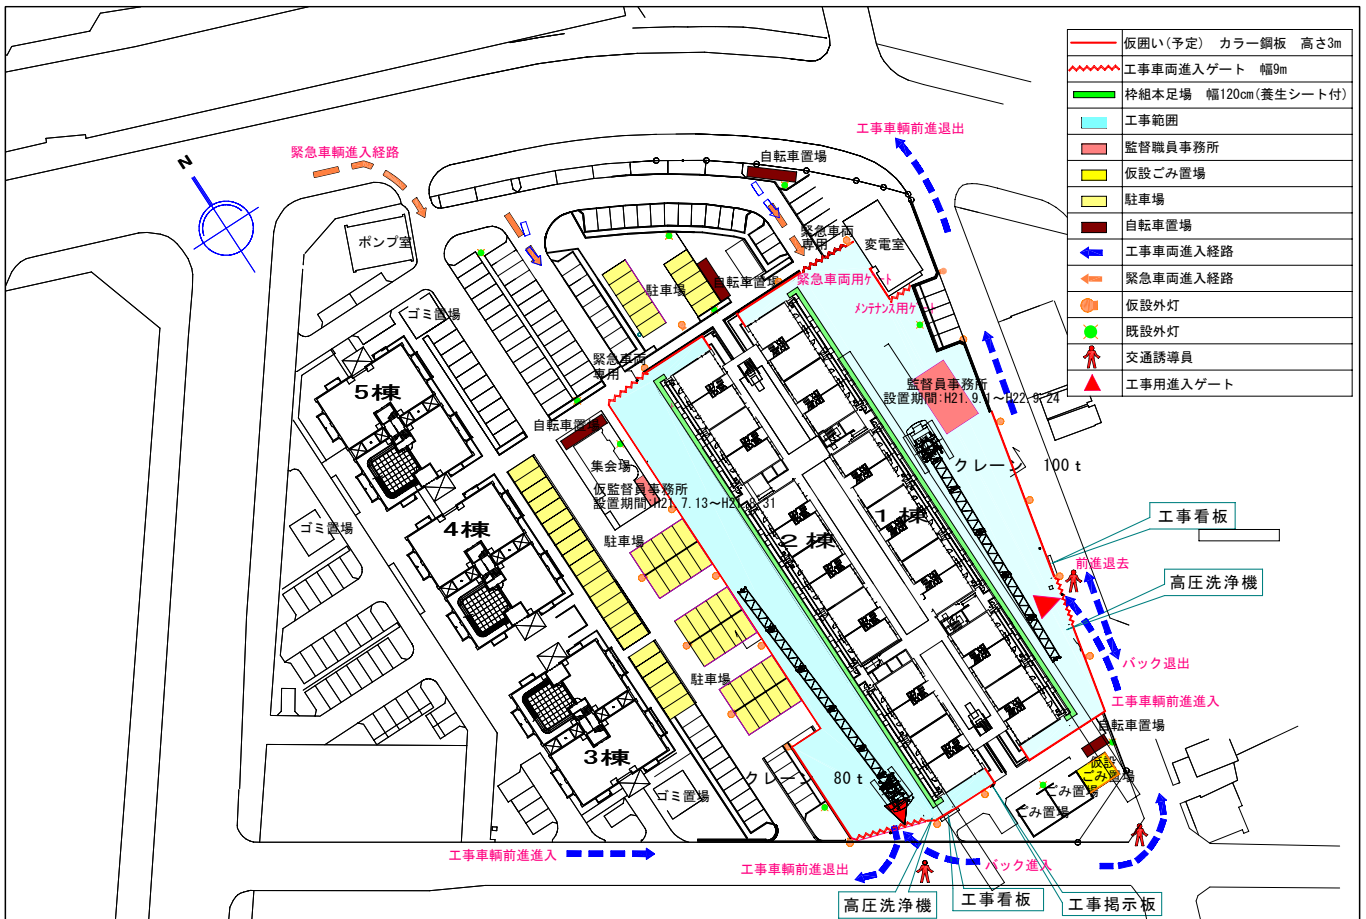 仮囲い(予定)　カラー鋼板　高さ3m
工事車両進入ゲート　幅9m
枠組本足場　幅120cm(養生シート付)
工事範囲
監督職員事務所
仮設ごみ置場
駐車場
自転車置場
工事車両進入経路
緊急車両進入経路
仮設外灯
既設外灯
交通誘導員
工事用進入ゲート
工事車輌前進退出
緊急車輌進入経路
N
自転車置場
ポンプ室
緊急車両
専用
変電室
緊急車両用ゲート
メンテナンス用ゲート
駐車場
自転車置場
ゴミ置場
緊急車両
専用
5棟
自転車置場
集会場
監督員事務所
設置期間:H21.9.1～H22.9.24
クレーン　100t
仮監督員事務所
設置期間:H21.7.13～H21.8.31
工事看板
ゴミ置場
4棟
駐車場
2棟
1棟
前進退去
高圧洗浄機
バック退出
駐車場
工事車輌前進進入
自転車置場
3棟
ゴミ置場
クレーン　80t
仮設
ごみ置場
ごみ置場
ごみ置場
工事車輌前進進入
工事車輌前進退出
バック進入
高圧洗浄機
工事看板
工事掲示板